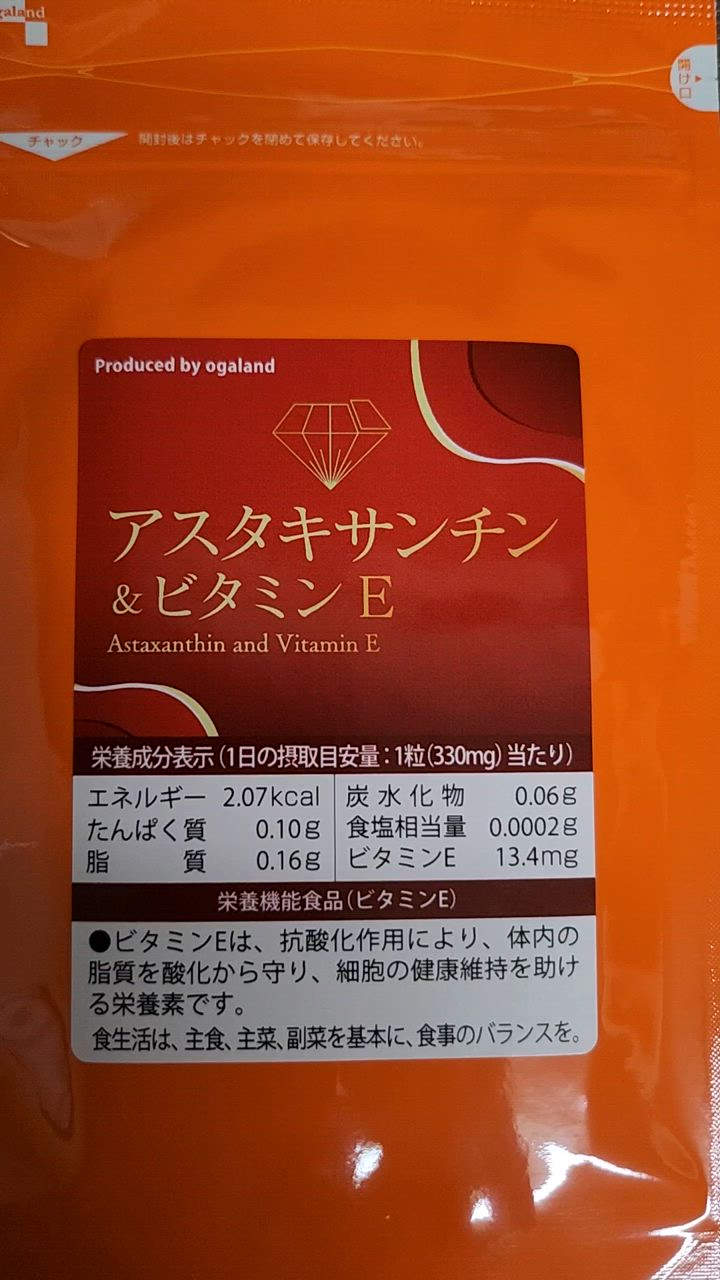 galand
開け口
チャック
開封後はチャックを閉めて保存してください。
Produced by ogaland
アスタキサンチン
&ビタミンE
Astaxanthin and Vitamin E
栄養成分表示(1日の摂取目安量:1粒(330mg)当たり)
エネルギー 2.07kcal 炭水化物 0.06g
たんぱく質 0.10g 食塩相当量 0.0002g
脂質 0.16g ビタミンE 13.4mg
栄養機能食品(ビタミンE)
●ビタミンEは、抗酸化作用により、体内の
脂質を酸化から守り、細胞の健康維持を助け
る栄養素です。
食生活は、主食、主菜、副菜を基本に、食事のバランスを。